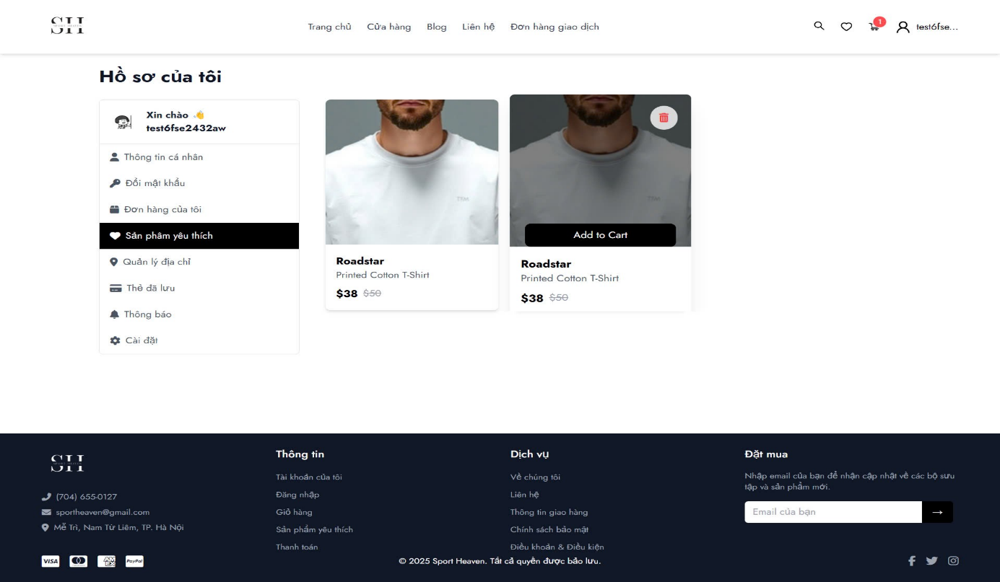 SH
SPORT HEAVEN
Trang chủ
Cửa hàng
Blog
Liên hệ
Đơn hàng giao dịch
1
test6fse...
Hồ sơ của tôi
Xin chào 👋
test6fse2432aw
Thông tin cá nhân
Đổi mật khẩu
Đơn hàng của tôi
Sản phẩm yêu thích
Quản lý địa chỉ
Thẻ đã lưu
Thông báo
Cài đặt
Roadstar
Printed Cotton T-Shirt
$38 $50
Add to Cart
Roadstar
Printed Cotton T-Shirt
$38 $50
SH
SPORT HEAVEN
(704) 655-0127
sportheaven@gmail.com
Mễ Trì, Nam Từ Liêm, TP. Hà Nội
VISA
AMEX
PayPal
Thông tin
Tài khoản của tôi
Đăng nhập
Giỏ hàng
Sản phẩm yêu thích
Thanh toán
Dịch vụ
Về chúng tôi
Liên hệ
Thông tin giao hàng
Chính sách bảo mật
Điều khoản & Điều kiện
Đặt mua
Nhập email của bạn để nhận cập nhật về các bộ sưu
tập và sản phẩm mới.
Email của bạn
→
© 2025 Sport Heaven. Tất cả quyền được bảo lưu.